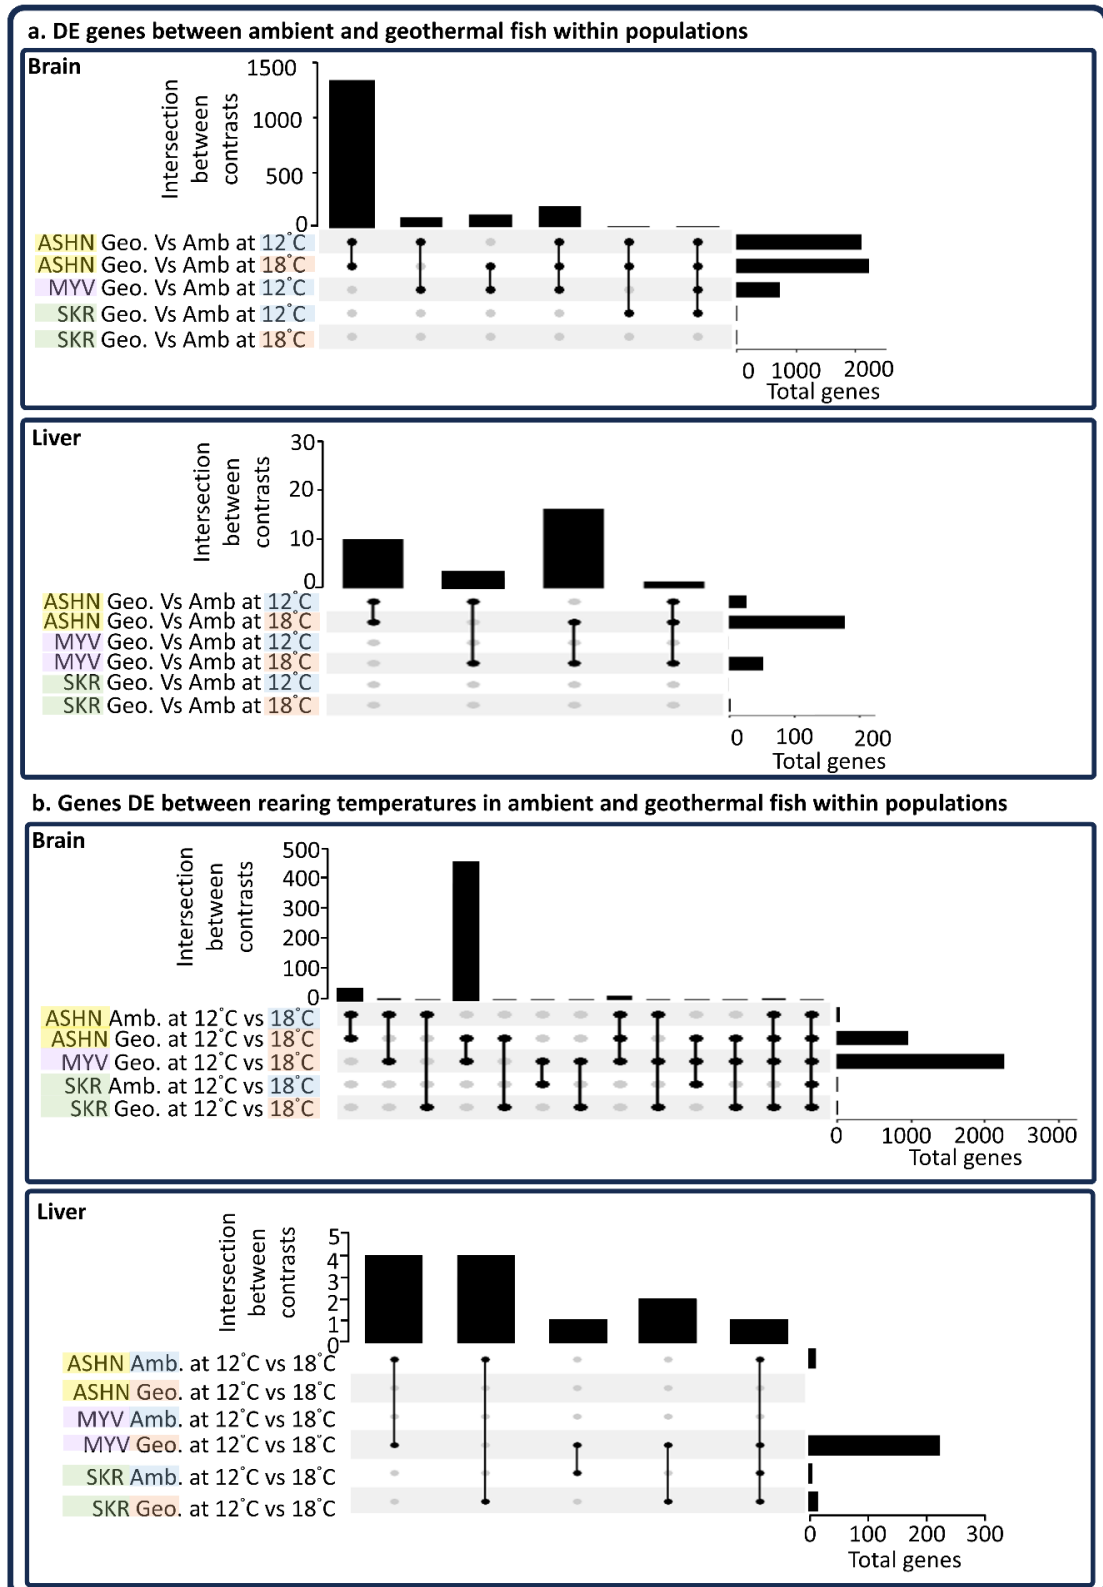 a. DE genes between ambient and geothermal fish within populations
Brain
Intersection
between
contrasts
1500
1000
500
0
ASHN Geo. Vs Amb at 12°C
ASHN Geo. Vs Amb at 18°C
MYV Geo. Vs Amb at 12°C
SKR Geo. Vs Amb at 12°C
SKR Geo. Vs Amb at 18°C
0 1000 2000
Total genes
Liver
Intersection
between
contrasts
30
20
10
0
ASHN Geo. Vs Amb at 12°C
ASHN Geo. Vs Amb at 18°C
MYV Geo. Vs Amb at 12°C
MYV Geo. Vs Amb at 18°C
SKR Geo. Vs Amb at 12°C
SKR Geo. Vs Amb at 18°C
0 100 200
Total genes
b. Genes DE between rearing temperatures in ambient and geothermal fish within populations
Brain
Intersection
between
contrasts
500
400
300
200
100
0
ASHN Amb. at 12°C vs 18°C
ASHN Geo. at 12°C vs 18°C
MYV Geo. at 12°C vs 18°C
SKR Amb. at 12°C vs 18°C
SKR Geo. at 12°C vs 18°C
0 1000 2000 3000
Total genes
Liver
Intersection
between
contrasts
5
4
3
2
1
0
ASHN Amb. at 12°C vs 18°C
ASHN Geo. at 12°C vs 18°C
MYV Amb. at 12°C vs 18°C
MYV Geo. at 12°C vs 18°C
SKR Amb. at 12°C vs 18°C
SKR Geo. at 12°C vs 18°C
0 100 200 300
Total genes